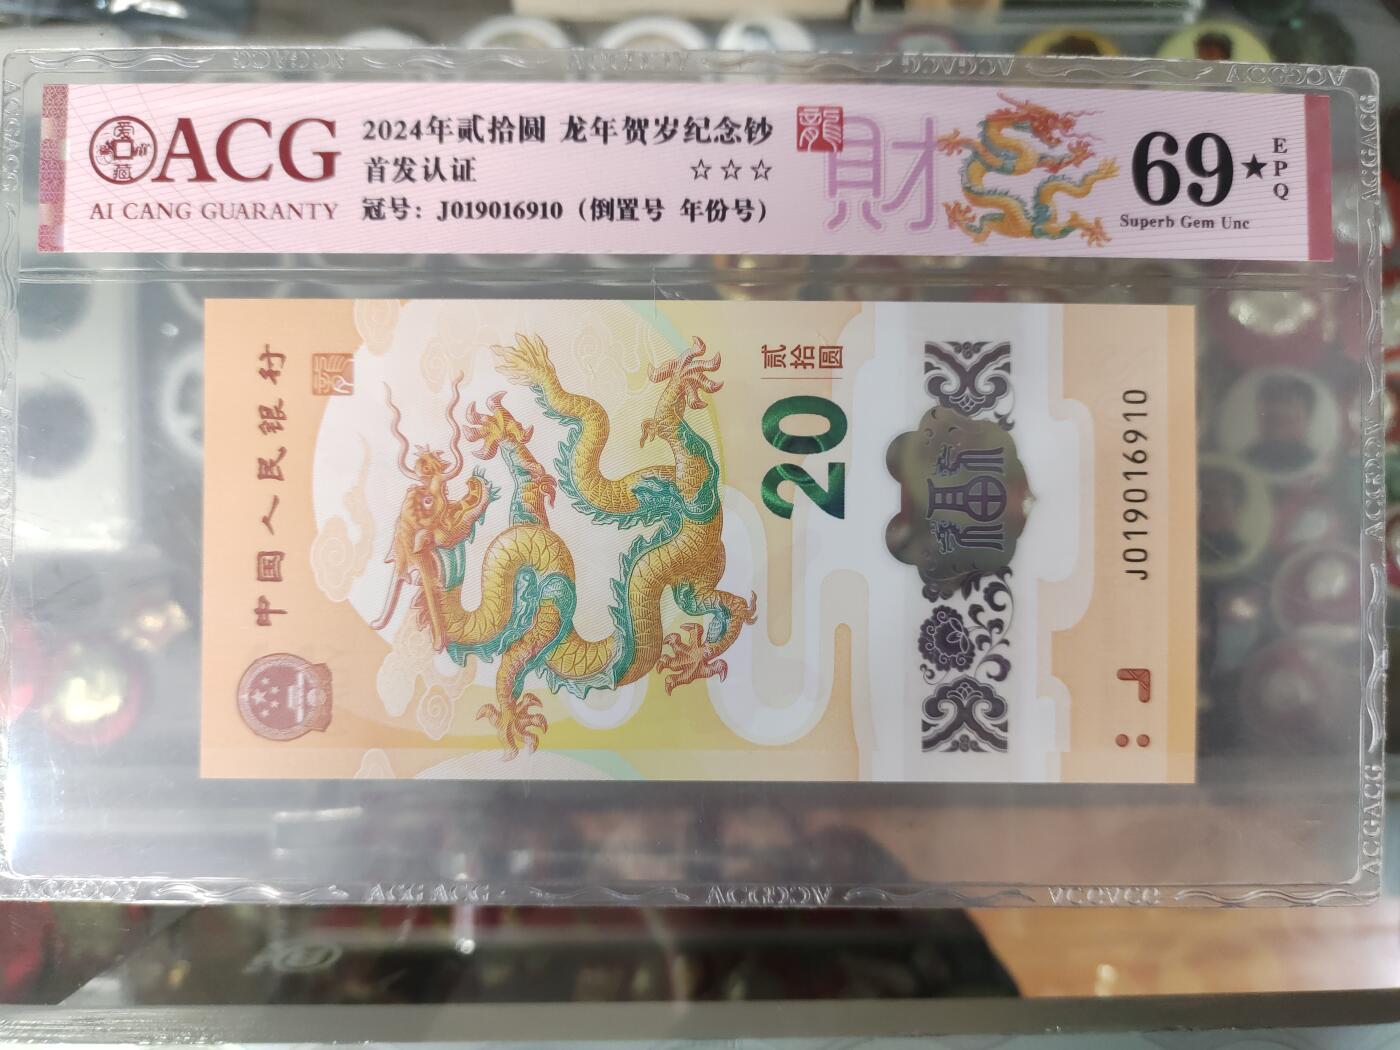 ACG
AI CANG GUARANTY
2024年贰拾圆 龙年贺岁纪念钞
首发认证 ☆☆☆
冠号：J019016910（倒置号 年份号）
財
69★
EPQ
Superb Gem Unc
中国人民银行
贰拾圆
20
福
J019016910
ACGACG